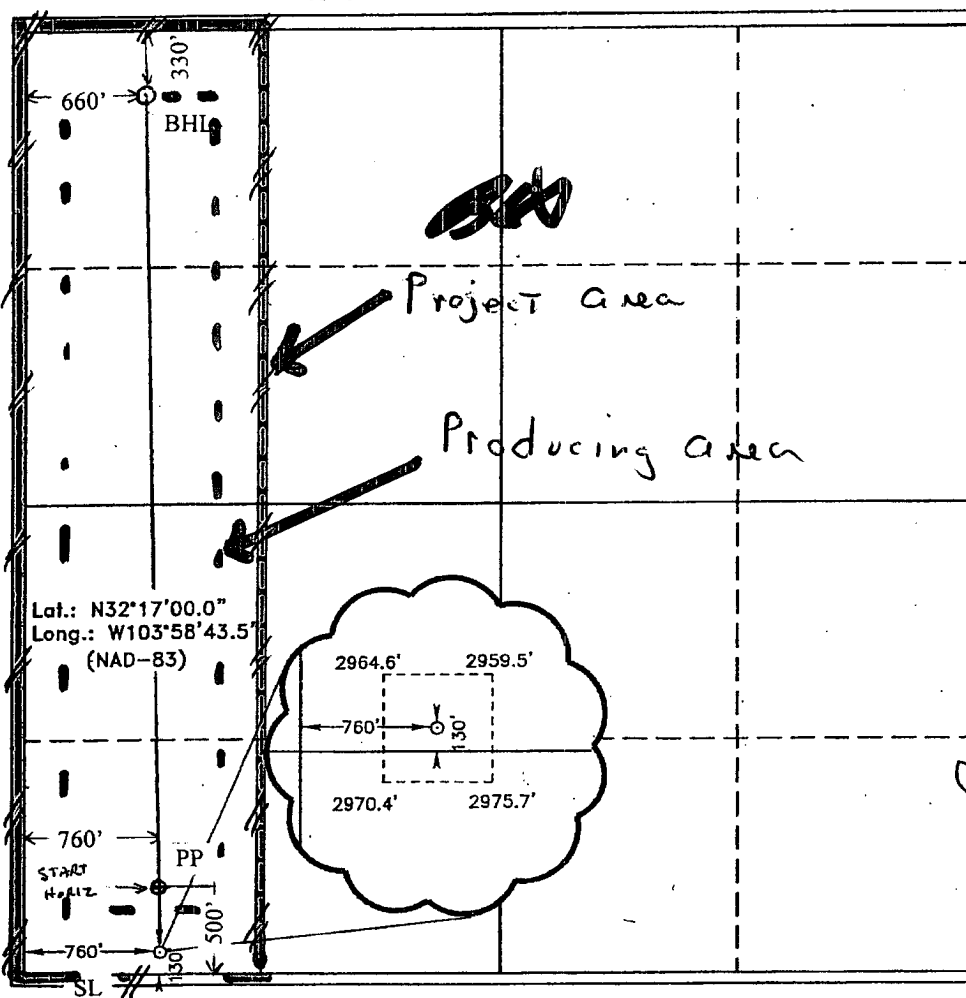 330'
660'
BHL
Project area
Producing area
Lat.: N32°17'00.0"
Long.: W103°58'43.5"
(NAD-83)
2964.6' 2959.5'
760'
130'
2970.4' 2975.7'
760'
PP
START
HORIZ
500'
760'
130'
SL